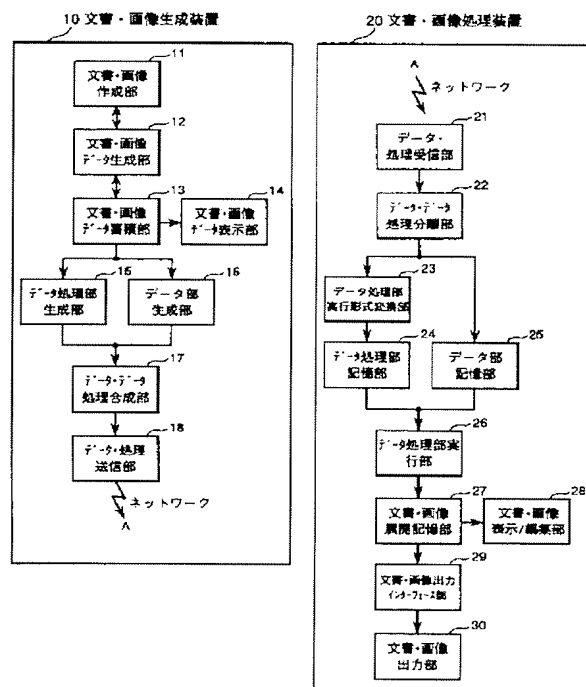 10 文書・画像生成装置
11
文書・画像
作成部
12
文書・画像
データ生成部
13
文書・画像
データ蓄積部
14
文書・画像
データ表示部
15
データ処理部
生成部
16
データ部
生成部
17
データ・データ
処理合成部
18
データ・処理
送信部
ネットワーク
A
20 文書・画像処理装置
A
ネットワーク
21
データ・
処理受信部
22
データ・データ
処理分離部
23
データ処理部
実行形式変換部
24
データ処理部
記憶部
25
データ部
記憶部
26
データ処理部実
行部
27
文書・画像
展開記憶部
28
文書・画像
表示/編集部
29
文書・画像出力
インターフェース部
30
文書・画像
出力部